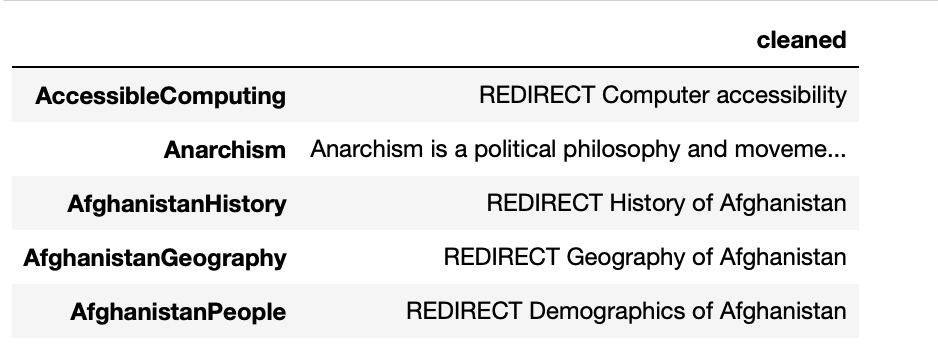 cleaned
AccessibleComputing REDIRECT Computer accessibility
Anarchism Anarchism is a political philosophy and moveme...
AfghanistanHistory REDIRECT History of Afghanistan
AfghanistanGeography REDIRECT Geography of Afghanistan
AfghanistanPeople REDIRECT Demographics of Afghanistan